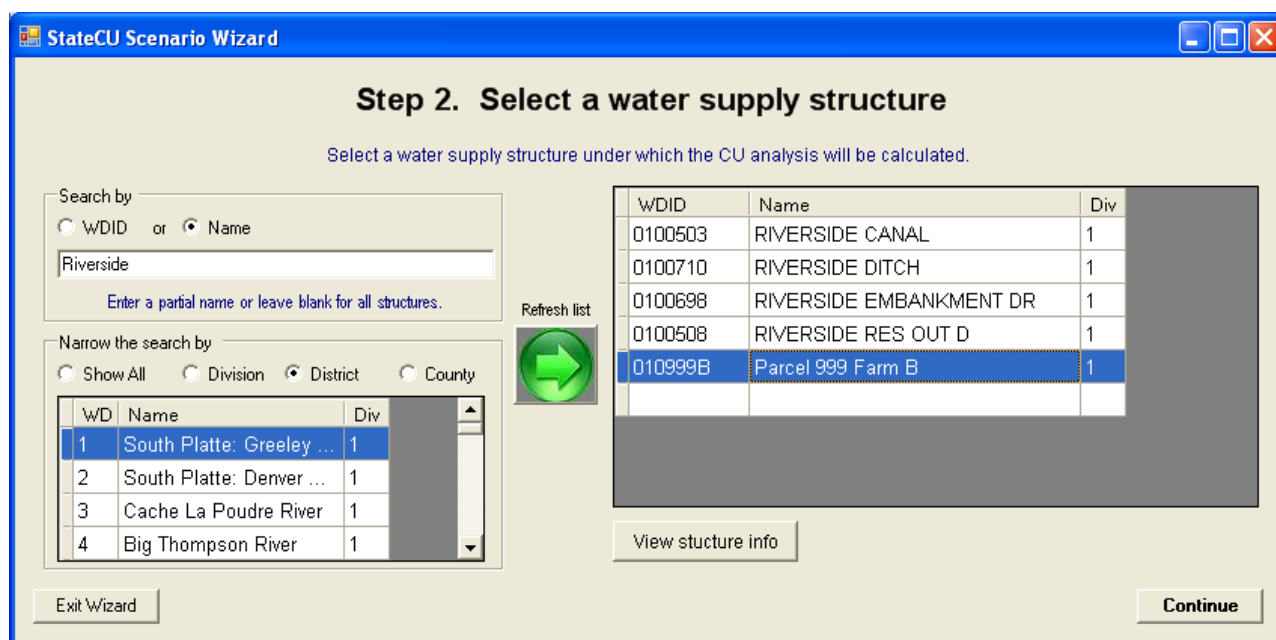 StateCU Scenario Wizard
Step 2. Select a water supply structure
Select a water supply structure under which the CU analysis will be calculated.
Search by
WDID or Name
Riverside
Enter a partial name or leave blank for all structures.
Narrow the search by
Show All Division District County
WD Name Div
1 South Platte: Greeley ... 1
2 South Platte: Denver ... 1
3 Cache La Poudre River 1
4 Big Thompson River 1
Refresh list
WDID Name Div
0100503 RIVERSIDE CANAL 1
0100710 RIVERSIDE DITCH 1
0100698 RIVERSIDE EMBANKMENT DR 1
0100508 RIVERSIDE RES OUT D 1
010999B Parcel 999 Farm B 1
View stucture info
Exit Wizard
Continue